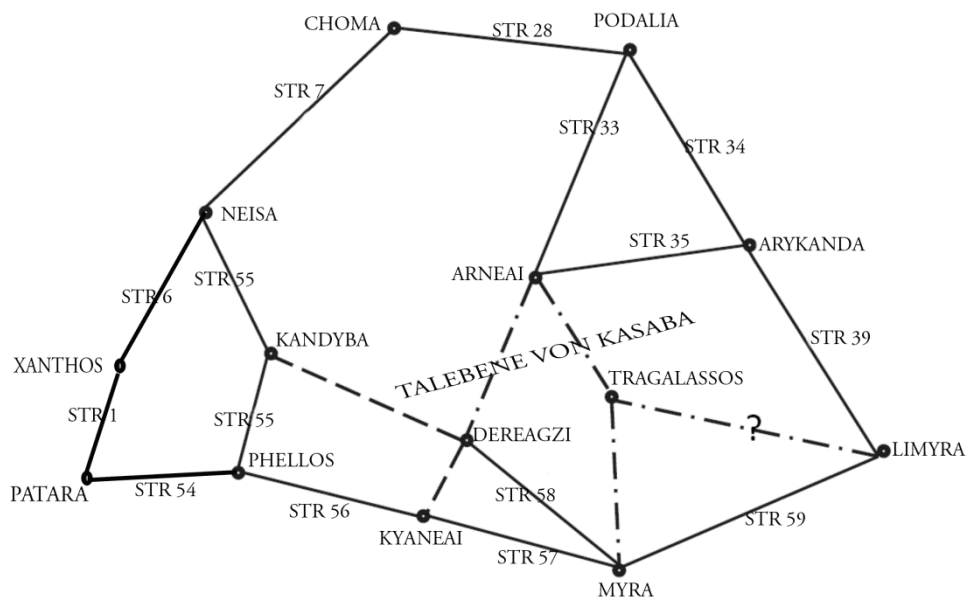 PODALIA
CHOMA
STR 28
STR 7
STR 33
STR 34
NEISA
STR 35
ARYKANDA
ARNEAI
STR 55
STR 6
TALEBENE VON KASABA
KANDYBA
STR 39
XANTHOS
TRAGALASSOS
STR 1
STR 55
?
DEREAGZI
LIMYRA
PHELLOS
PATARA
STR 54
STR 58
STR 56
STR 59
KYANEAI
STR 57
MYRA